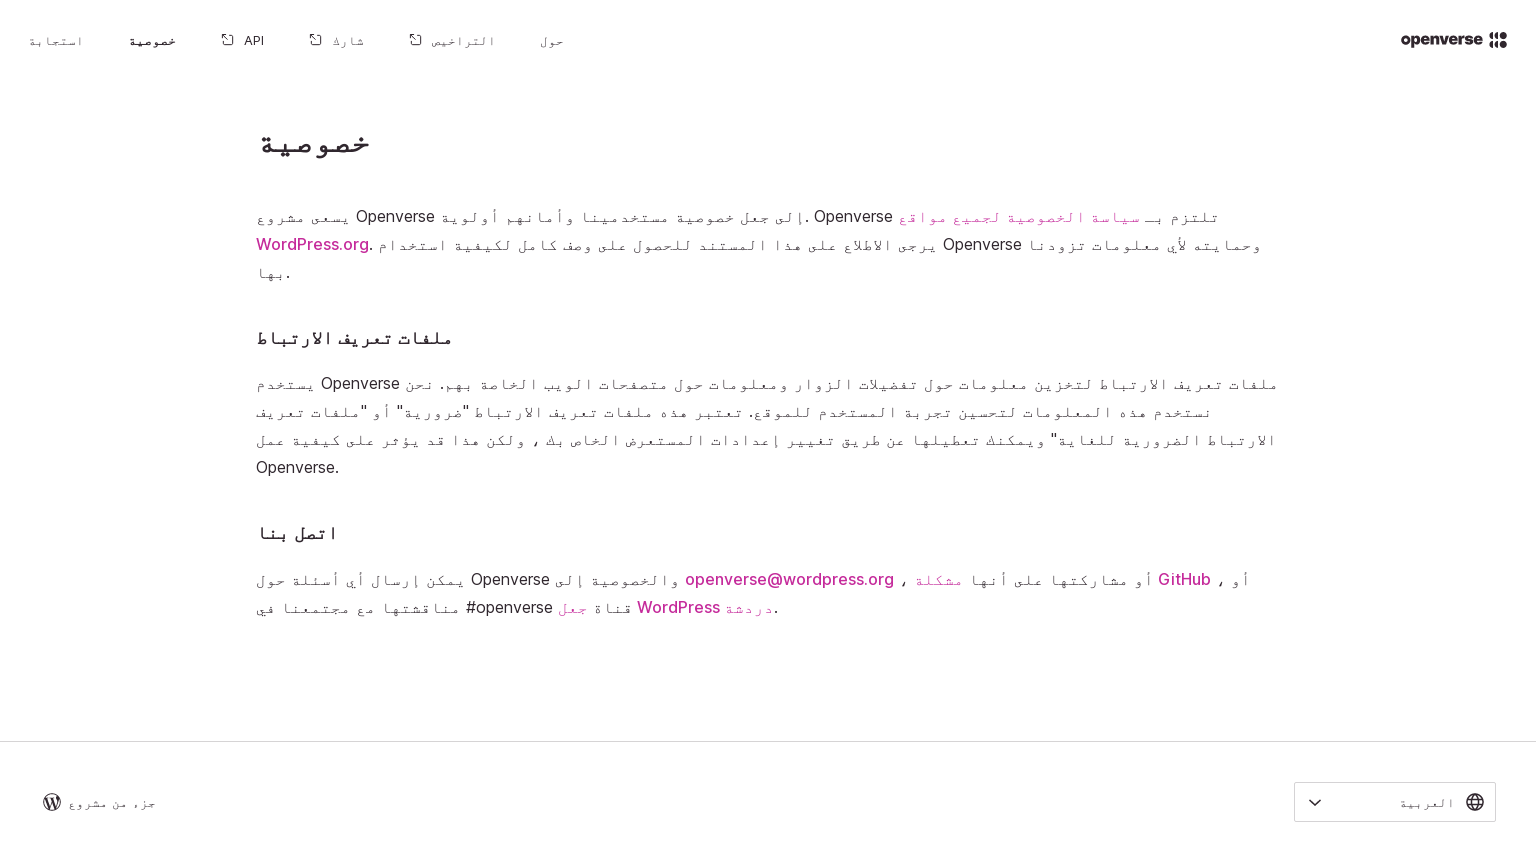 openverse
حول
التراخيص
شارك
API
خصوصية
استجابة
خصوصية
يسعى مشروع Openverse إلى جعل خصوصية مستخدمينا وأمانهم أولوية. Openverse تلتزم بـ سياسة الخصوصية لجميع مواقع
WordPress.org. يرجى الاطلاع على هذا المستند للحصول على وصف كامل لكيفية استخدام Openverse وحمايته لأي معلومات تزودنا
بها.
ملفات تعريف الارتباط
يستخدم Openverse ملفات تعريف الارتباط لتخزين معلومات حول تفضيلات الزوار ومعلومات حول متصفحات الويب الخاصة بهم. نحن
نستخدم هذه المعلومات لتحسين تجربة المستخدم للموقع. تعتبر هذه ملفات تعريف الارتباط "ضرورية" أو "ملفات تعريف
الارتباط الضرورية للغاية" ويمكنك تعطيلها عن طريق تغيير إعدادات المستعرض الخاص بك ، ولكن هذا قد يؤثر على كيفية عمل
Openverse.
اتصل بنا
يمكن إرسال أي أسئلة حول Openverse والخصوصية إلى openverse@wordpress.org ، أو مشاركتها على أنها مشكلة GitHub ، أو
مناقشتها مع مجتمعنا في #openverse قناة جعل WordPress دردشة.
العربية
جزء من مشروع